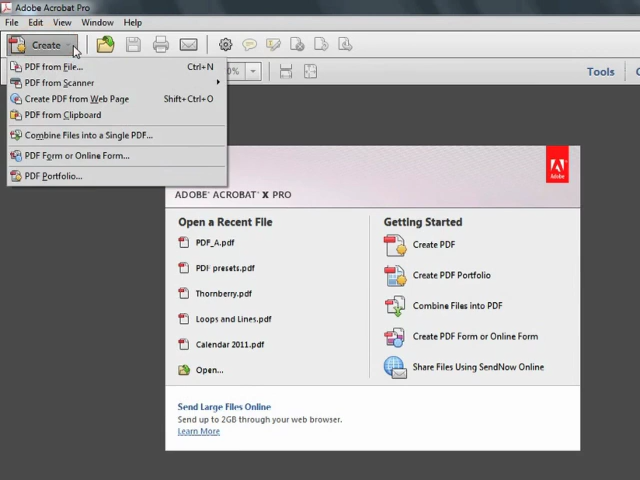 Adobe Acrobat Pro
File Edit View Window Help
Create
Tools
PDF from File... Ctrl+N
PDF from Scanner
Create PDF from Web Page Shift+Ctrl+O
PDF from Clipboard
Combine Files into a Single PDF...
PDF Form or Online Form...
PDF Portfolio...
Adobe
ADOBE® ACROBAT® X PRO
Open a Recent File
PDF_A.pdf
PDF presets.pdf
Thornberry.pdf
Loops and Lines.pdf
Calendar 2011.pdf
Open...
Getting Started
Create PDF
Create PDF Portfolio
Combine Files into PDF
Create PDF Form or Online Form
Share Files Using SendNow Online
Send Large Files Online
Send up to 2GB through your web browser.
Learn More